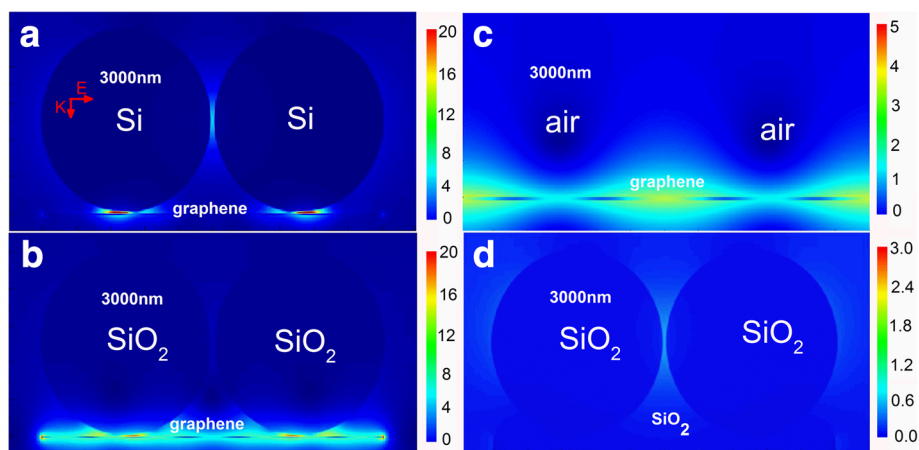 a
3000nm
E
K
Si
Si
graphene
20
16
12
8
4
0
b
3000nm
SiO2
SiO2
graphene
20
16
12
8
4
0
c
3000nm
air
air
graphene
5
4
3
2
1
0
d
3000nm
SiO2
SiO2
SiO2
3.0
2.4
1.8
1.2
0.6
0.0